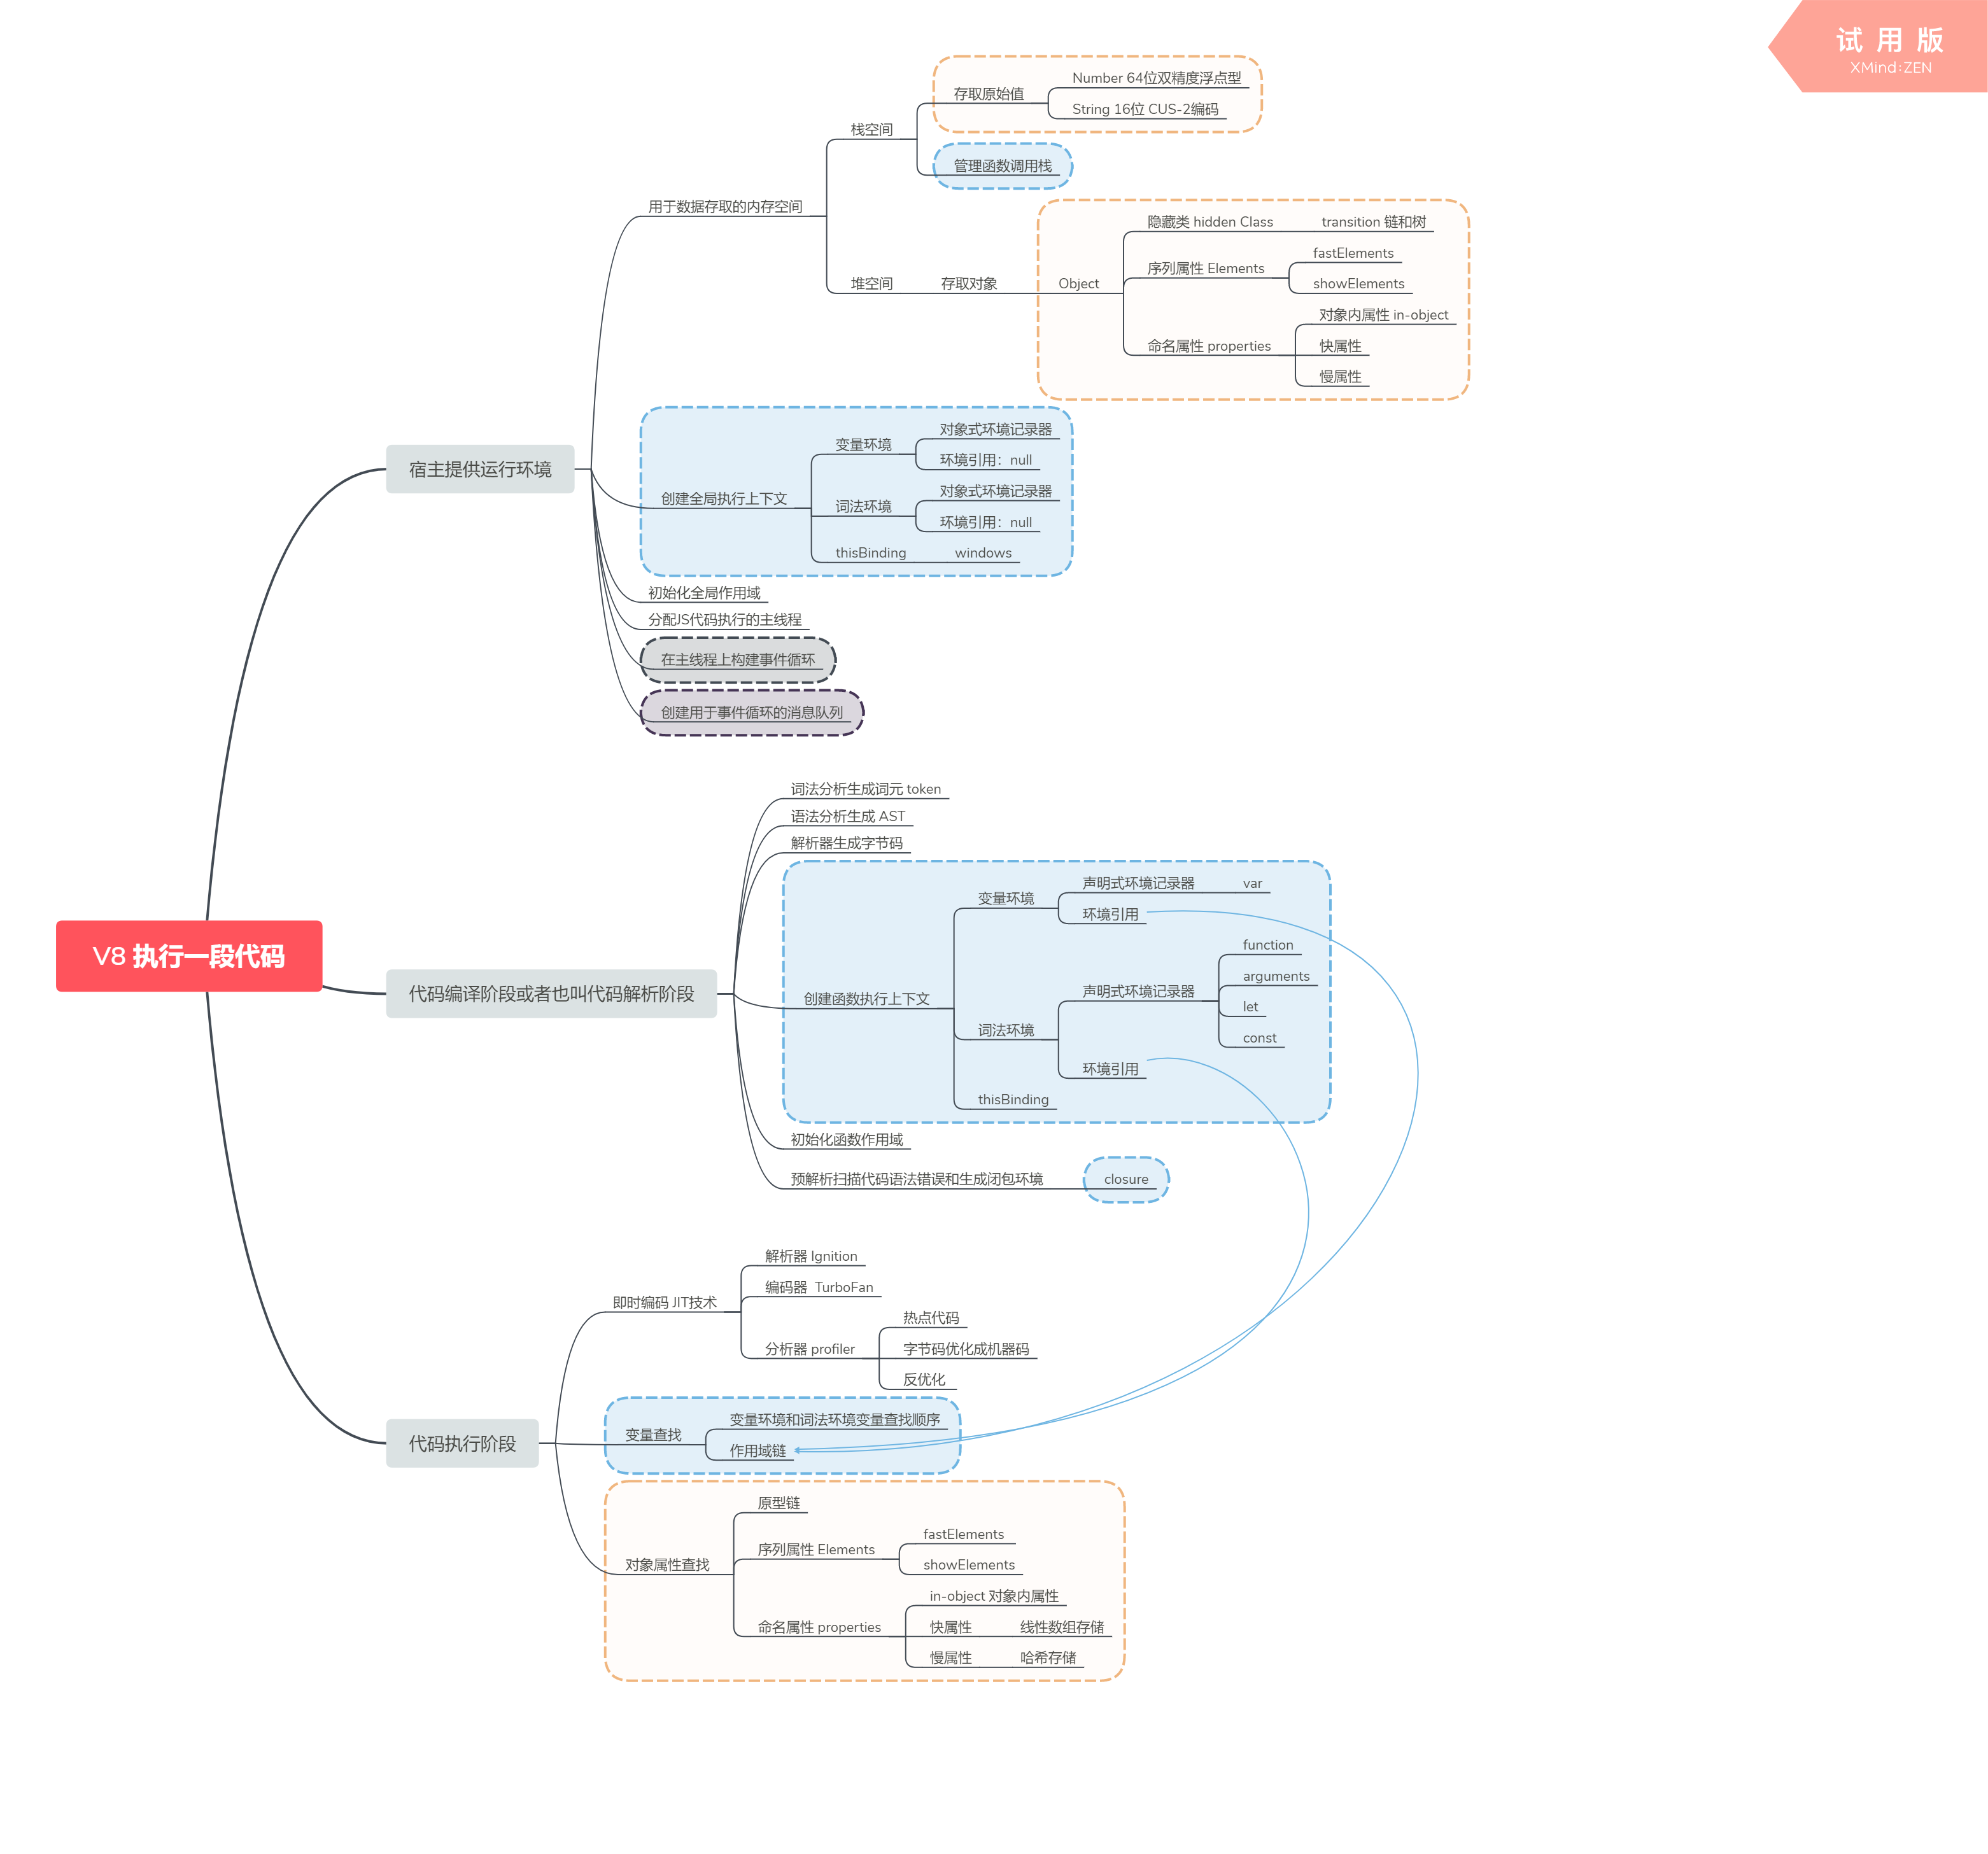 试用版
XMind:ZEN
V8 执行一段代码
宿主提供运行环境
用于数据存取的内存空间
栈空间
存取原始值
Number 64位双精度浮点型
String 16位 CUS-2编码
管理函数调用栈
堆空间
存取对象
Object
隐藏类 hidden Class
transition 链和树
序列属性 Elements
fastElements
showElements
命名属性 properties
对象内属性 in-object
快属性
慢属性
创建全局执行上下文
变量环境
对象式环境记录器
环境引用：null
词法环境
对象式环境记录器
环境引用：null
thisBinding
windows
初始化全局作用域
分配JS代码执行的主线程
在主线程上构建事件循环
创建用于事件循环的消息队列
代码编译阶段或者也叫代码解析阶段
词法分析生成词元 token
语法分析生成 AST
解析器生成字节码
创建函数执行上下文
变量环境
声明式环境记录器
var
环境引用
词法环境
声明式环境记录器
function
arguments
let
const
环境引用
thisBinding
初始化函数作用域
预解析扫描代码语法错误和生成闭包环境
closure
代码执行阶段
即时编码 JIT技术
解析器 Ignition
编码器 TurboFan
分析器 profiler
热点代码
字节码优化成机器码
反优化
变量查找
变量环境和词法环境变量查找顺序
作用域链
对象属性查找
原型链
序列属性 Elements
fastElements
showElements
命名属性 properties
in-object 对象内属性
快属性
线性数组存储
慢属性
哈希存储